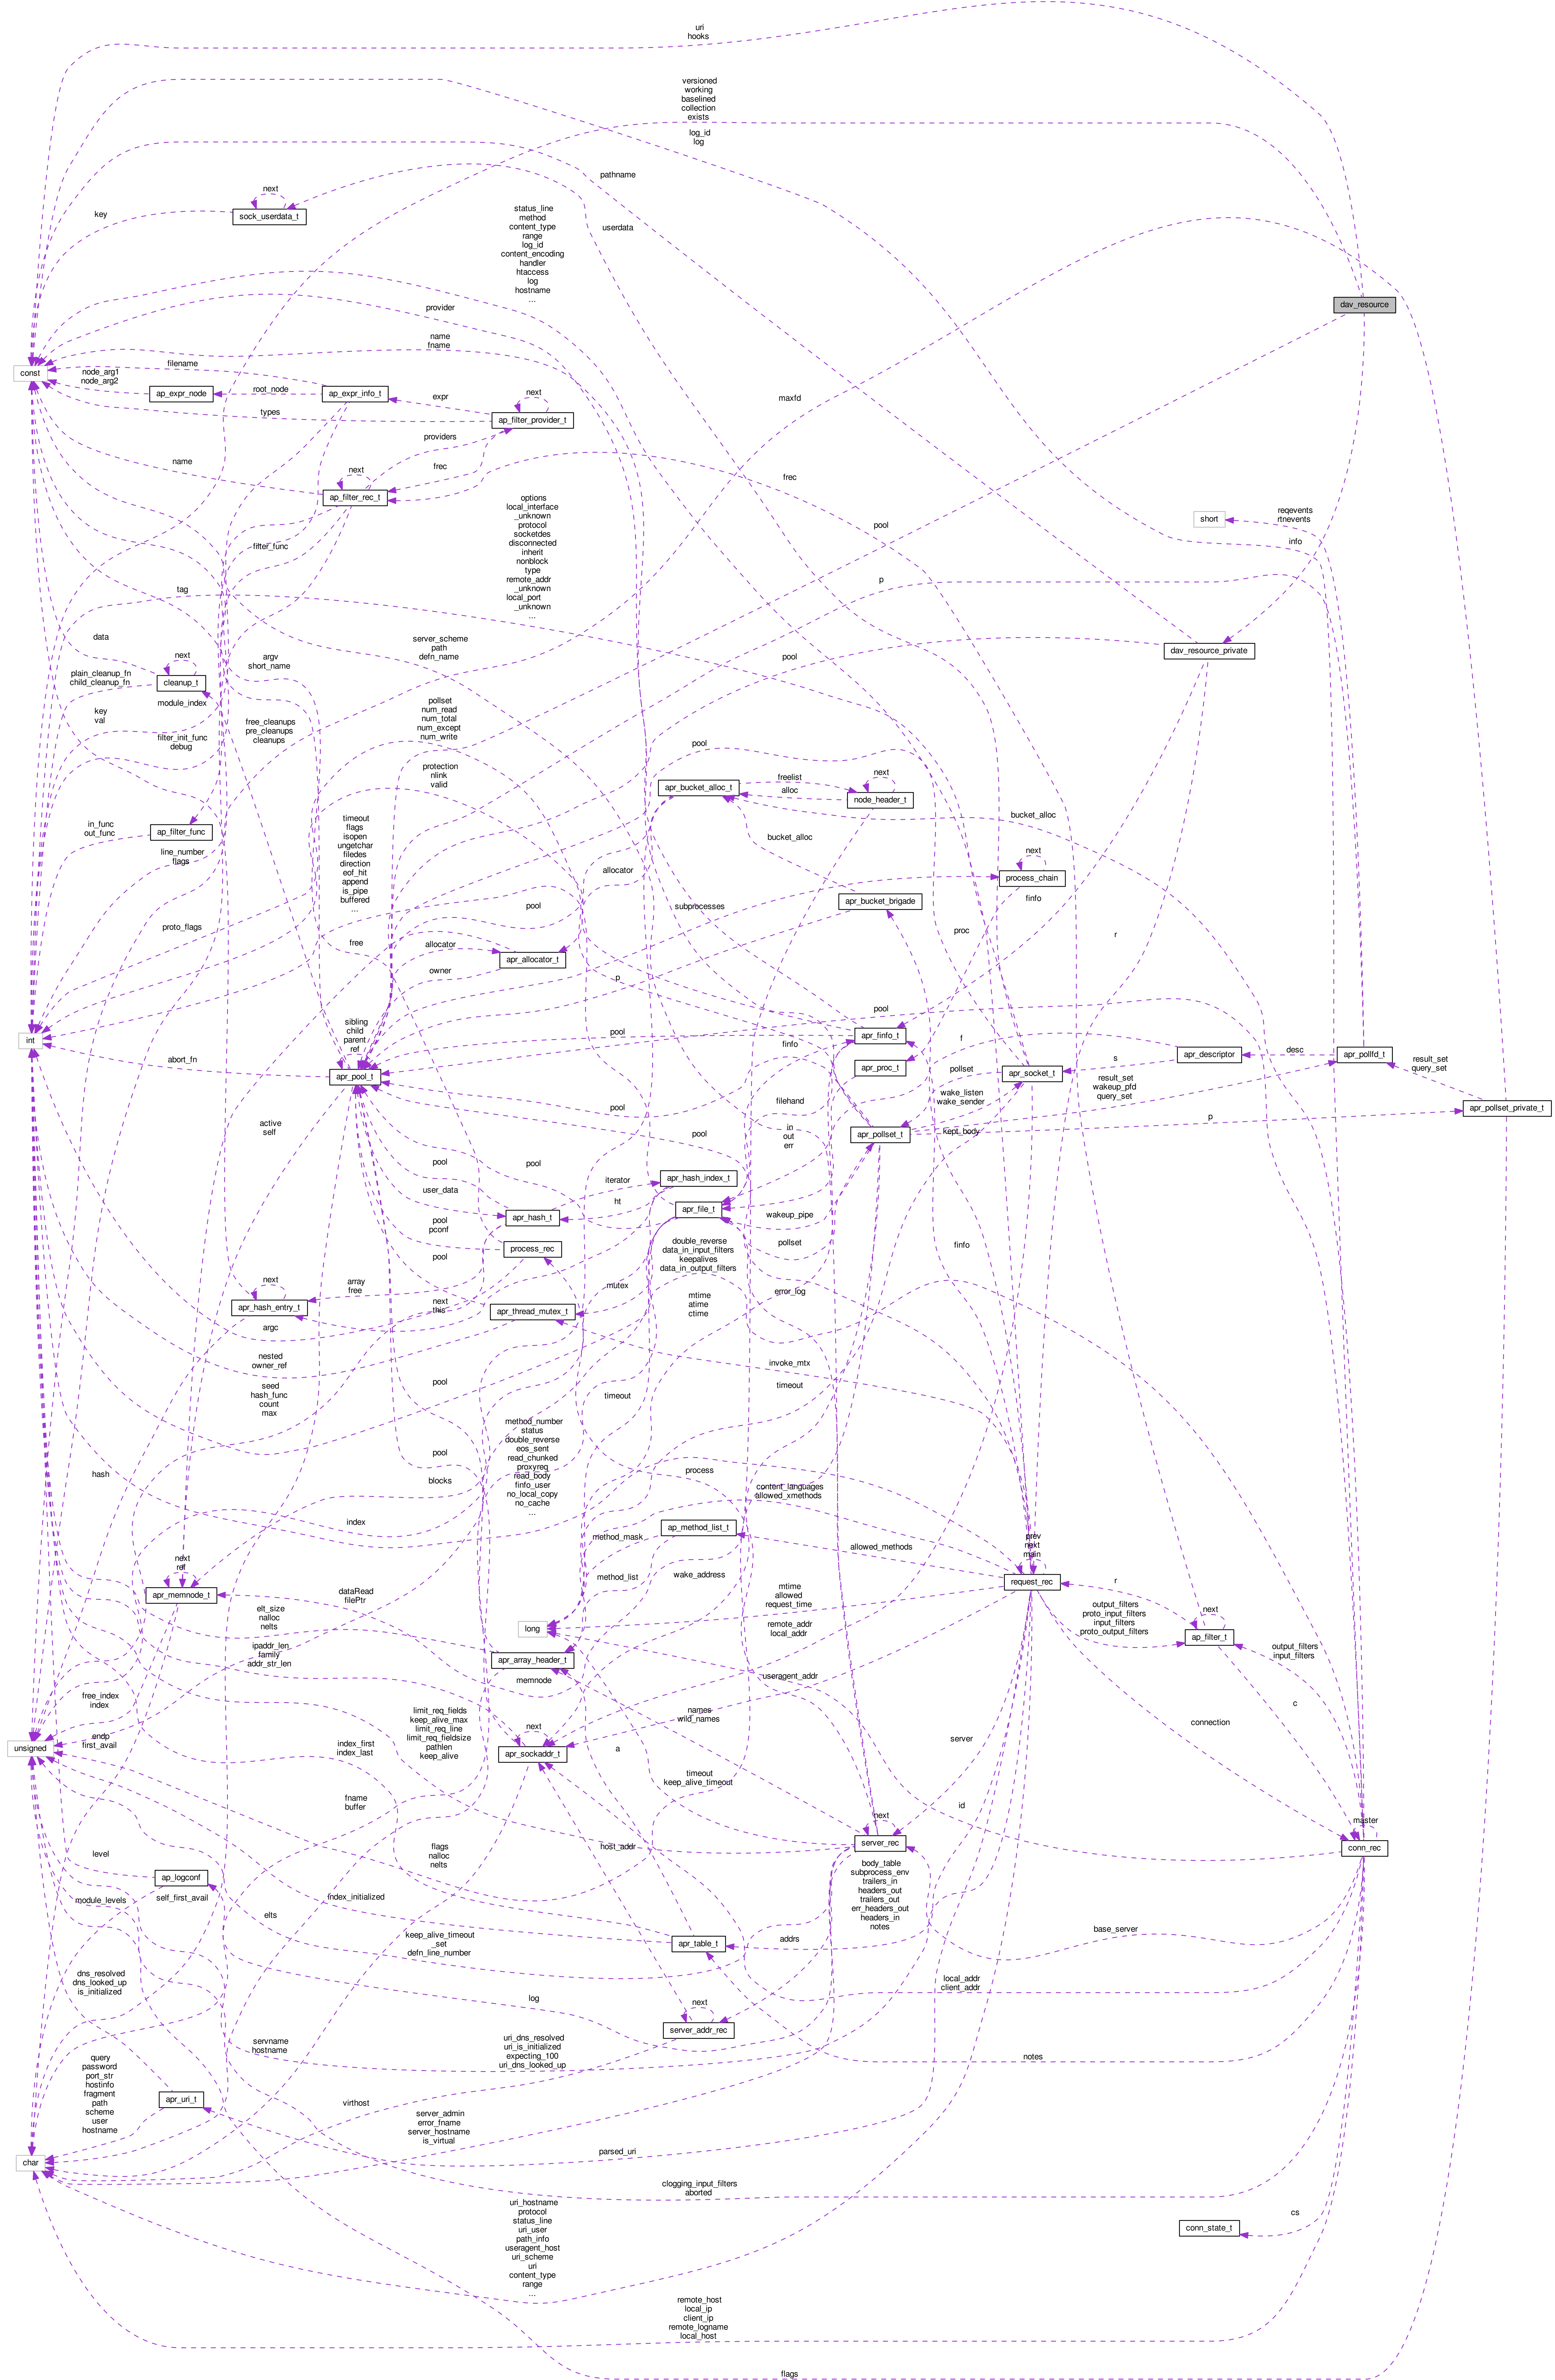 uri
hooks
versioned
working
baselined
collection
exists
log_id
log
pathname
next
sock_userdata_t
key
status_line
method
content_type
range
log_id
content_encoding
handler
htaccess
log
hostname
...
userdata
dav_resource
provider
name
fname
const
filename
node_arg1
node_arg2
ap_expr_node
root_node
ap_expr_info_t
expr
next
ap_filter_provider_t
types
maxfd
providers
name
next
frec
ap_filter_rec_t
frec
options
local_interface
_unknown
protocol
socketdes
disconnected
inherit
nonblock
type
remote_addr
_unknown
local_port
_unknown
...
short
reqevents
rtnevents
pool
info
filter_func
p
tag
data
next
cleanup_t
argv
short_name
server_scheme
path
defn_name
pool
dav_resource_private
plain_cleanup_fn
child_cleanup_fn
module_index
key
val
free_cleanups
pre_cleanups
cleanups
pollset
num_read
num_total
num_except
num_write
filter_init_func
debug
protection
nlink
valid
pool
apr_bucket_alloc_t
freelist
alloc
next
node_header_t
bucket_alloc
in_func
out_func
ap_filter_func
timeout
flags
isopen
ungetchar
filedes
direction
eof_hit
append
is_pipe
buffered
...
bucket_alloc
line_number
flags
allocator
next
process_chain
apr_bucket_brigade
finfo
subprocesses
pool
proto_flags
free
allocator
apr_allocator_t
owner
proc
r
p
pool
int
sibling
child
parent
ref
abort_fn
apr_pool_t
pool
finfo
apr_finfo_t
f
apr_descriptor
desc
apr_pollfd_t
apr_proc_t
pollset
apr_socket_t
s
result_set
query_set
pool
filehand
wake_listen
wake_sender
result_set
wakeup_pfd
query_set
apr_pollset_private_t
active
self
pool
in
out
err
apr_pollset_t
kept_body
p
pool
pool
user_data
iterator
apr_hash_index_t
ht
apr_hash_t
apr_file_t
wakeup_pipe
pool
pconf
process_rec
double_reverse
data_in_input_filters
keepalives
data_in_output_filters
pollset
finfo
pool
array
free
next
apr_hash_entry_t
next
this
mutex
apr_thread_mutex_t
mtime
atime
ctime
error_log
argc
nested
owner_ref
invoke_mtx
seed
hash_func
count
max
pool
timeout
timeout
method_number
status
double_reverse
eos_sent
read_chunked
proxyreq
read_body
finfo_user
no_local_copy
no_cache
...
pool
hash
blocks
process
content_languages
allowed_xmethods
index
ap_method_list_t
method_mask
allowed_methods
prev
next
main
request_rec
next
ref
apr_memnode_t
method_list
wake_address
r
dataRead
filePtr
mtime
allowed
request_time
output_filters
proto_input_filters
input_filters
proto_output_filters
next
ap_filter_t
elt_size
nalloc
nelts
long
remote_addr
local_addr
output_filters
input_filters
ipaddr_len
family
addr_str_len
apr_array_header_t
memnode
useragent_addr
c
free_index
index
limit_req_fields
keep_alive_max
limit_req_line
limit_req_fieldsize
pathlen
keep_alive
names
wild_names
connection
unsigned
endp
first_avail
index_first
index_last
next
apr_sockaddr_t
a
server
timeout
keep_alive_timeout
fname
buffer
id
next
server_rec
master
conn_rec
flags
nalloc
nelts
host_addr
level
ap_logconf
self_first_avail
module_levels
index_initialized
body_table
subprocess_env
trailers_in
headers_out
trailers_out
err_headers_out
headers_in
notes
elts
keep_alive_timeout
_set
defn_line_number
apr_table_t
addrs
base_server
dns_resolved
dns_looked_up
is_initialized
local_addr
client_addr
log
next
server_addr_rec
servname
hostname
uri_dns_resolved
uri_is_initialized
expecting_100
uri_dns_looked_up
notes
query
password
port_str
hostinfo
fragment
path
scheme
user
hostname
apr_uri_t
virthost
server_admin
error_fname
server_hostname
is_virtual
parsed_uri
char
clogging_input_filters
aborted
uri_hostname
protocol
status_line
uri_user
path_info
useragent_host
uri_scheme
uri
content_type
range
...
conn_state_t
cs
remote_host
local_ip
client_ip
remote_logname
local_host
flags